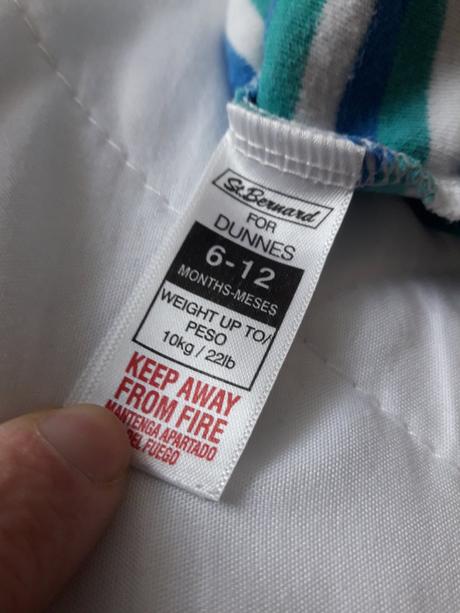 St. Bernard
FOR
DUNNES
6-12
MONTHS-MESES
WEIGHT UP TO/
PESO
10kg / 22lb
KEEP AWAY
FROM FIRE
MANTENGA APARTADO
DEL FUEGO